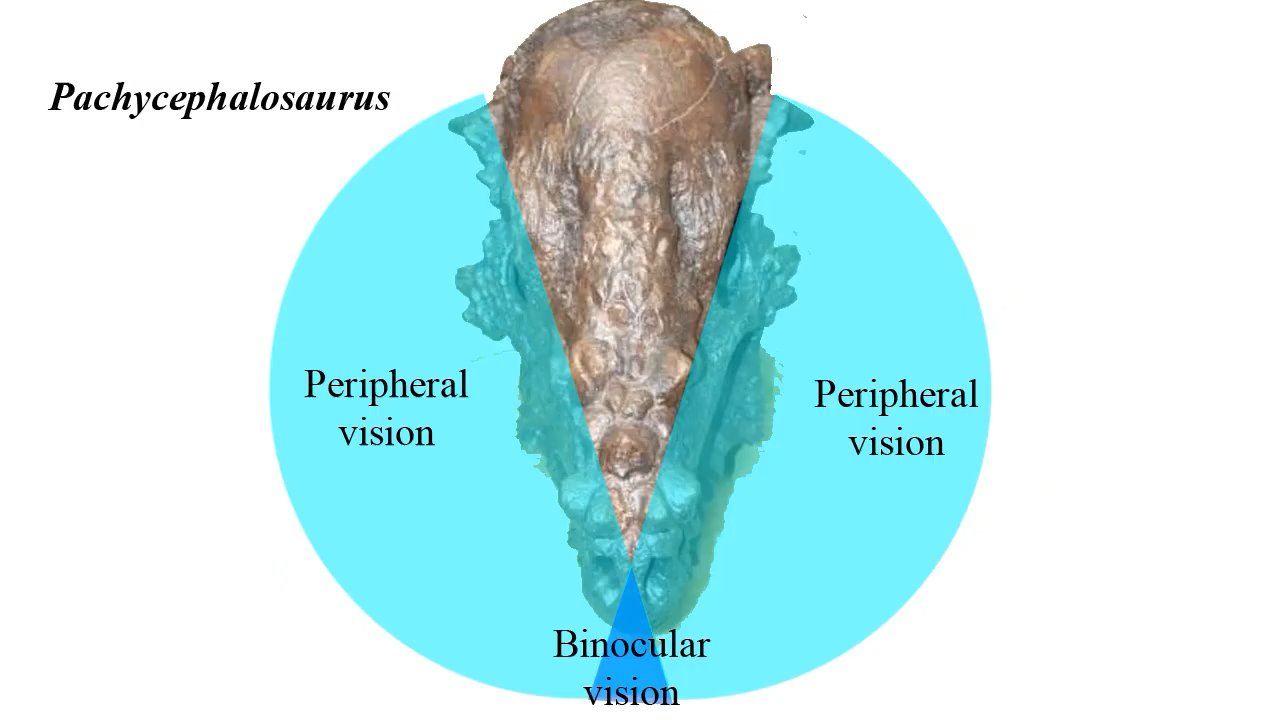 Pachycephalosaurus
Peripheral
vision
Peripheral
vision
Binocular
vision